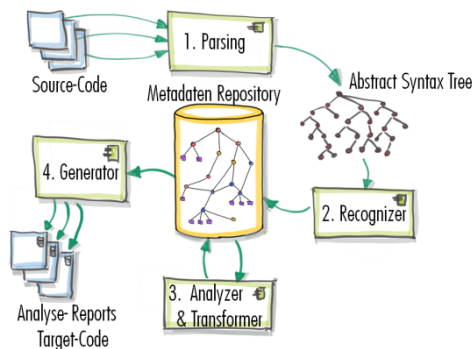 1. Parsing
Source-Code
Abstract Syntax Tree
Metadaten Repository
4. Generator
2. Recognizer
3. Analyzer
& Transformer
Analyse- Reports
Target-Code